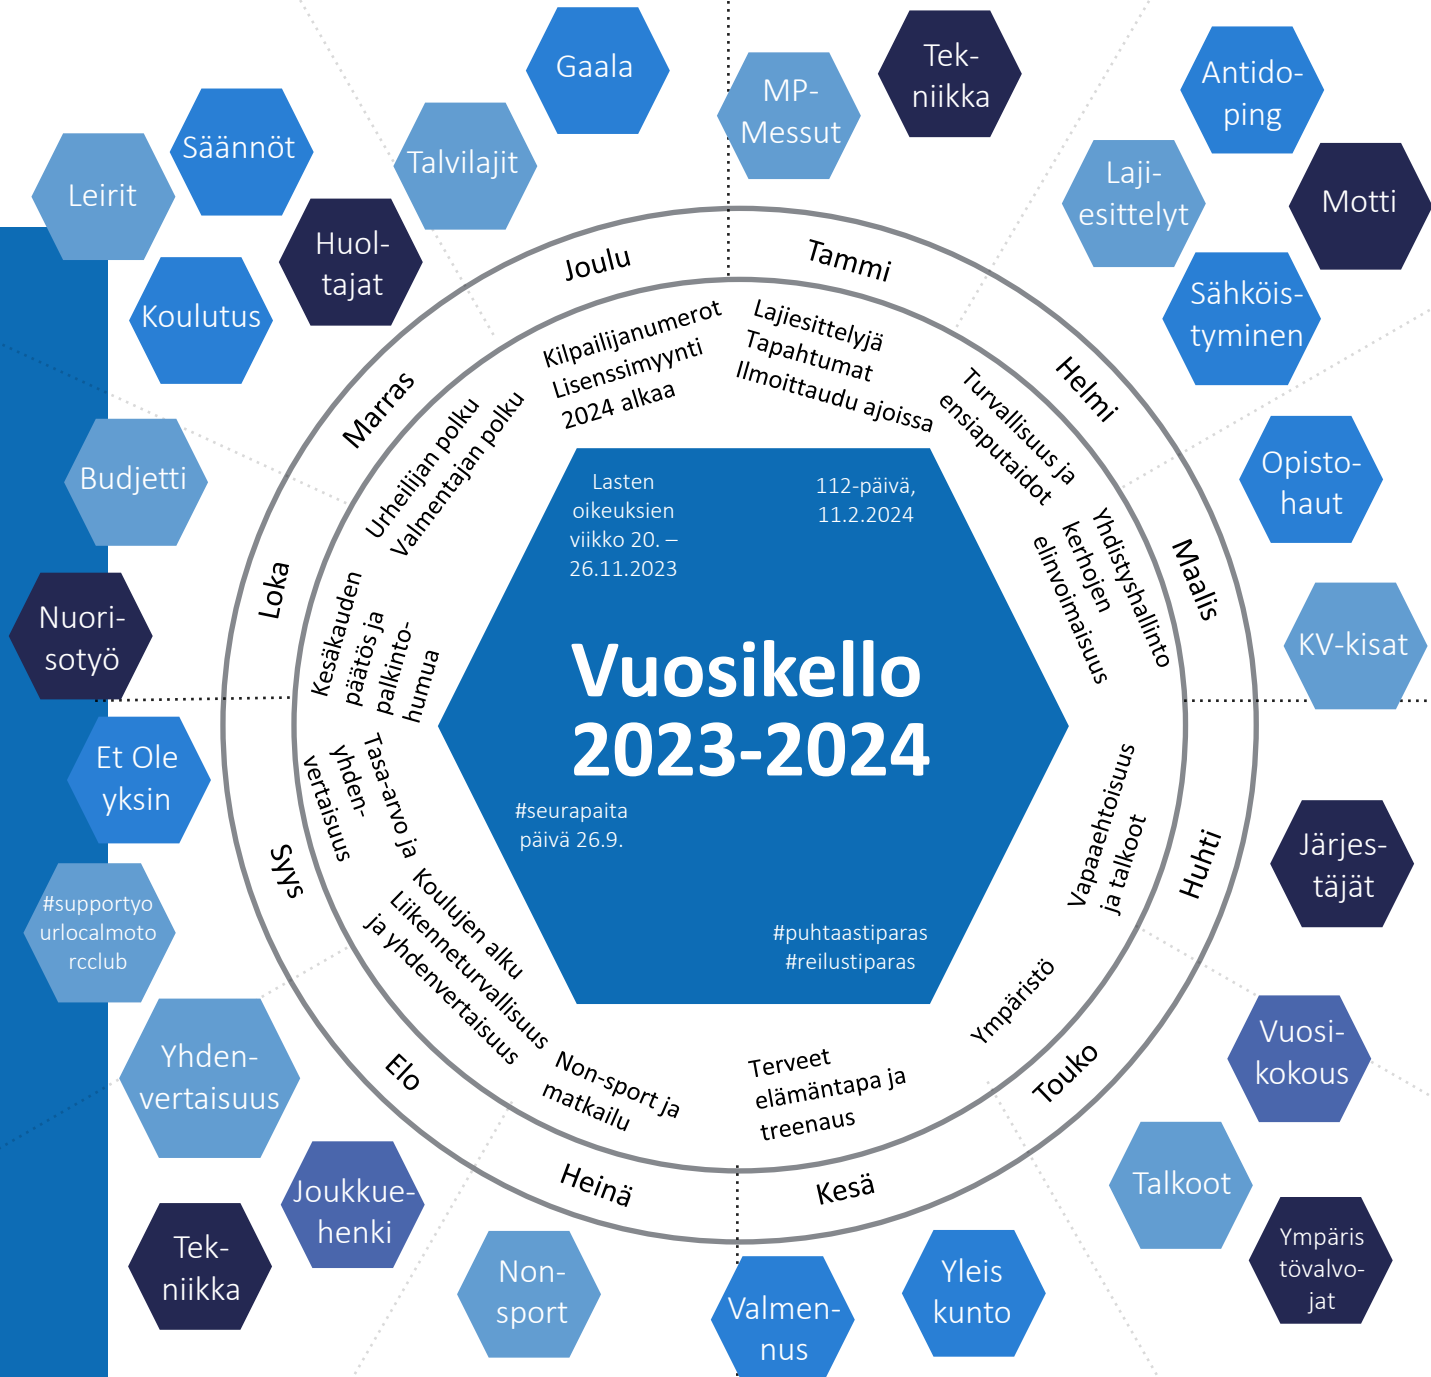 Gaala
MP-
Messut
Tek-
niikka
Antido-
ping
Laji-
esittelyt
Motti
Sähköis-
tyminen
Opisto-
haut
KV-kisat
Järjes-
täjät
Vuosi-
kokous
Talkoot
Ympäris
tövalvo-
jat
Yleis
kunto
Valmen-
nus
Non-
sport
Joukkue-
henki
Tek-
niikka
Yhden-
vertaisuus
#supportyo
urlocalmoto
rcclub
Et Ole
yksin
Nuori-
sotyö
Budjetti
Koulutus
Huol-
tajat
Leirit
Säännöt
Talvilajit
Tammi
Helmi
Maalis
Huhti
Touko
Kesä
Heinä
Elo
Syys
Loka
Marras
Joulu
Lajiesittelyjä
Tapahtumat
Ilmoittaudu ajoissa
Turvallisuus ja
ensiaputaidot
Yhdistyshallinto
kerhojen
elinvoimaisuus
Vapaaehtoisuus
ja talkoot
Ympäristö
Terveet
elämäntapa ja
treenaus
Non-sport ja
matkailu
Koulujen alku
Liikenneturvallisuus
ja yhdenvertaisuus
Tasa-arvo ja
yhden-
vertaisuus
Kesäkauden
päätös ja
palkinto-
humua
Urheilijan polku
Valmentajan polku
Kilpailijanumerot
Lisenssimyynti
2024 alkaa
Lasten
oikeuksien
viikko 20. –
26.11.2023
112-päivä,
11.2.2024
Vuosikello
2023-2024
#seurapaita
päivä 26.9.
#puhtaastiparas
#reilustiparas